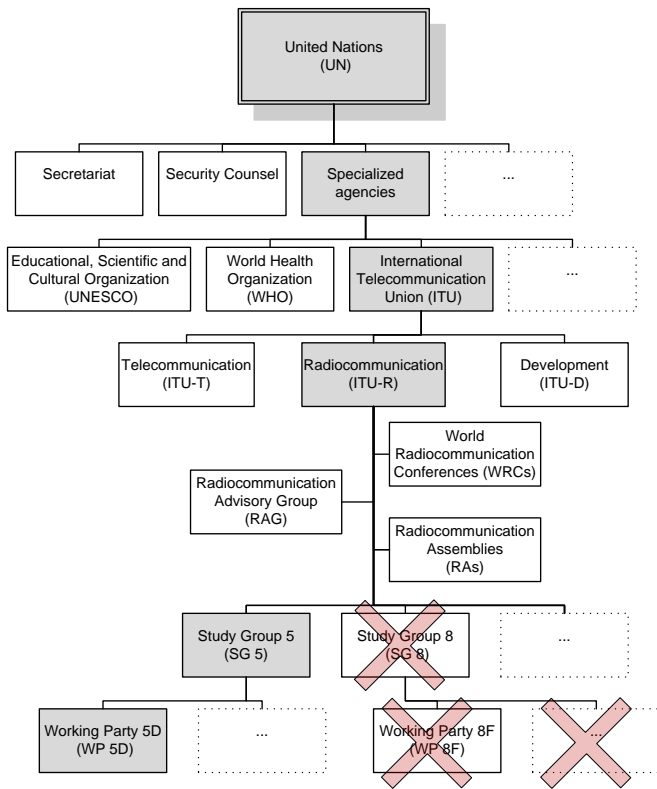 United Nations
(UN)
Secretariat
Security Counsel
Specialized
agencies
...
Educational, Scientific and
Cultural Organization
(UNESCO)
World Health
Organization
(WHO)
International
Telecommunication
Union (ITU)
...
Telecommunication
(ITU-T)
Radiocommunication
(ITU-R)
Development
(ITU-D)
World
Radiocommunication
Conferences (WRCs)
Radiocommunication
Advisory Group
(RAG)
Radiocommunication
Assemblies
(RAs)
Study Group 5
(SG 5)
Study Group 8
(SG 8)
...
Working Party 5D
(WP 5D)
...
Working Party 8F
(WP 8F)
...